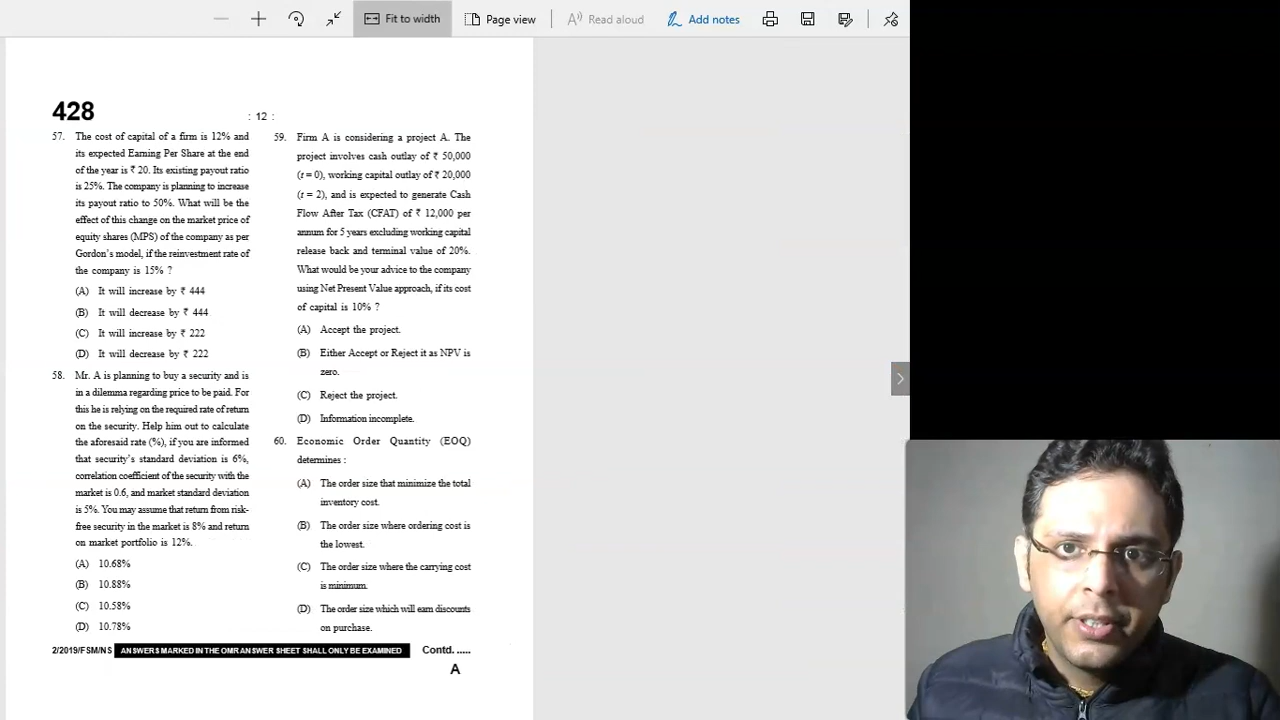 Fit to width
Page view
Read aloud
Add notes
428
: 12 :
57. The cost of capital of a firm is 12% and
its expected Earning Per Share at the end
of the year is ₹ 20. Its existing payout ratio
is 25%. The company is planning to increase
its payout ratio to 50%. What will be the
effect of this change on the market price of
equity shares (MPS) of the company as per
Gordon's model, if the reinvestment rate of
the company is 15% ?
(A) It will increase by ₹ 444
(B) It will decrease by ₹ 444
(C) It will increase by ₹ 222
(D) It will decrease by ₹ 222
58. Mr. A is planning to buy a security and is
in a dilemma regarding price to be paid. For
this he is relying on the required rate of return
on the security. Help him out to calculate
the aforesaid rate (%), if you are informed
that security's standard deviation is 6%,
correlation coefficient of the security with the
market is 0.6, and market standard deviation
is 5%. You may assume that return from risk-
free security in the market is 8% and return
on market portfolio is 12%.
(A) 10.68%
(B) 10.88%
(C) 10.58%
(D) 10.78%
59. Firm A is considering a project A. The
project involves cash outlay of ₹ 50,000
(t = 0), working capital outlay of ₹ 20,000
(t = 2), and is expected to generate Cash
Flow After Tax (CFAT) of ₹ 12,000 per
annum for 5 years excluding working capital
release back and terminal value of 20%.
What would be your advice to the company
using Net Present Value approach, if its cost
of capital is 10% ?
(A) Accept the project.
(B) Either Accept or Reject it as NPV is
zero.
(C) Reject the project.
(D) Information incomplete.
60. Economic Order Quantity (EOQ)
determines :
(A) The order size that minimize the total
inventory cost.
(B) The order size where ordering cost is
the lowest.
(C) The order size where the carrying cost
is minimum.
(D) The order size which will earn discounts
on purchase.
2/2019/FSM/NS ANSWERS MARKED IN THE OMR ANSWER SHEET SHALL ONLY BE EXAMINED Contd. .....
A